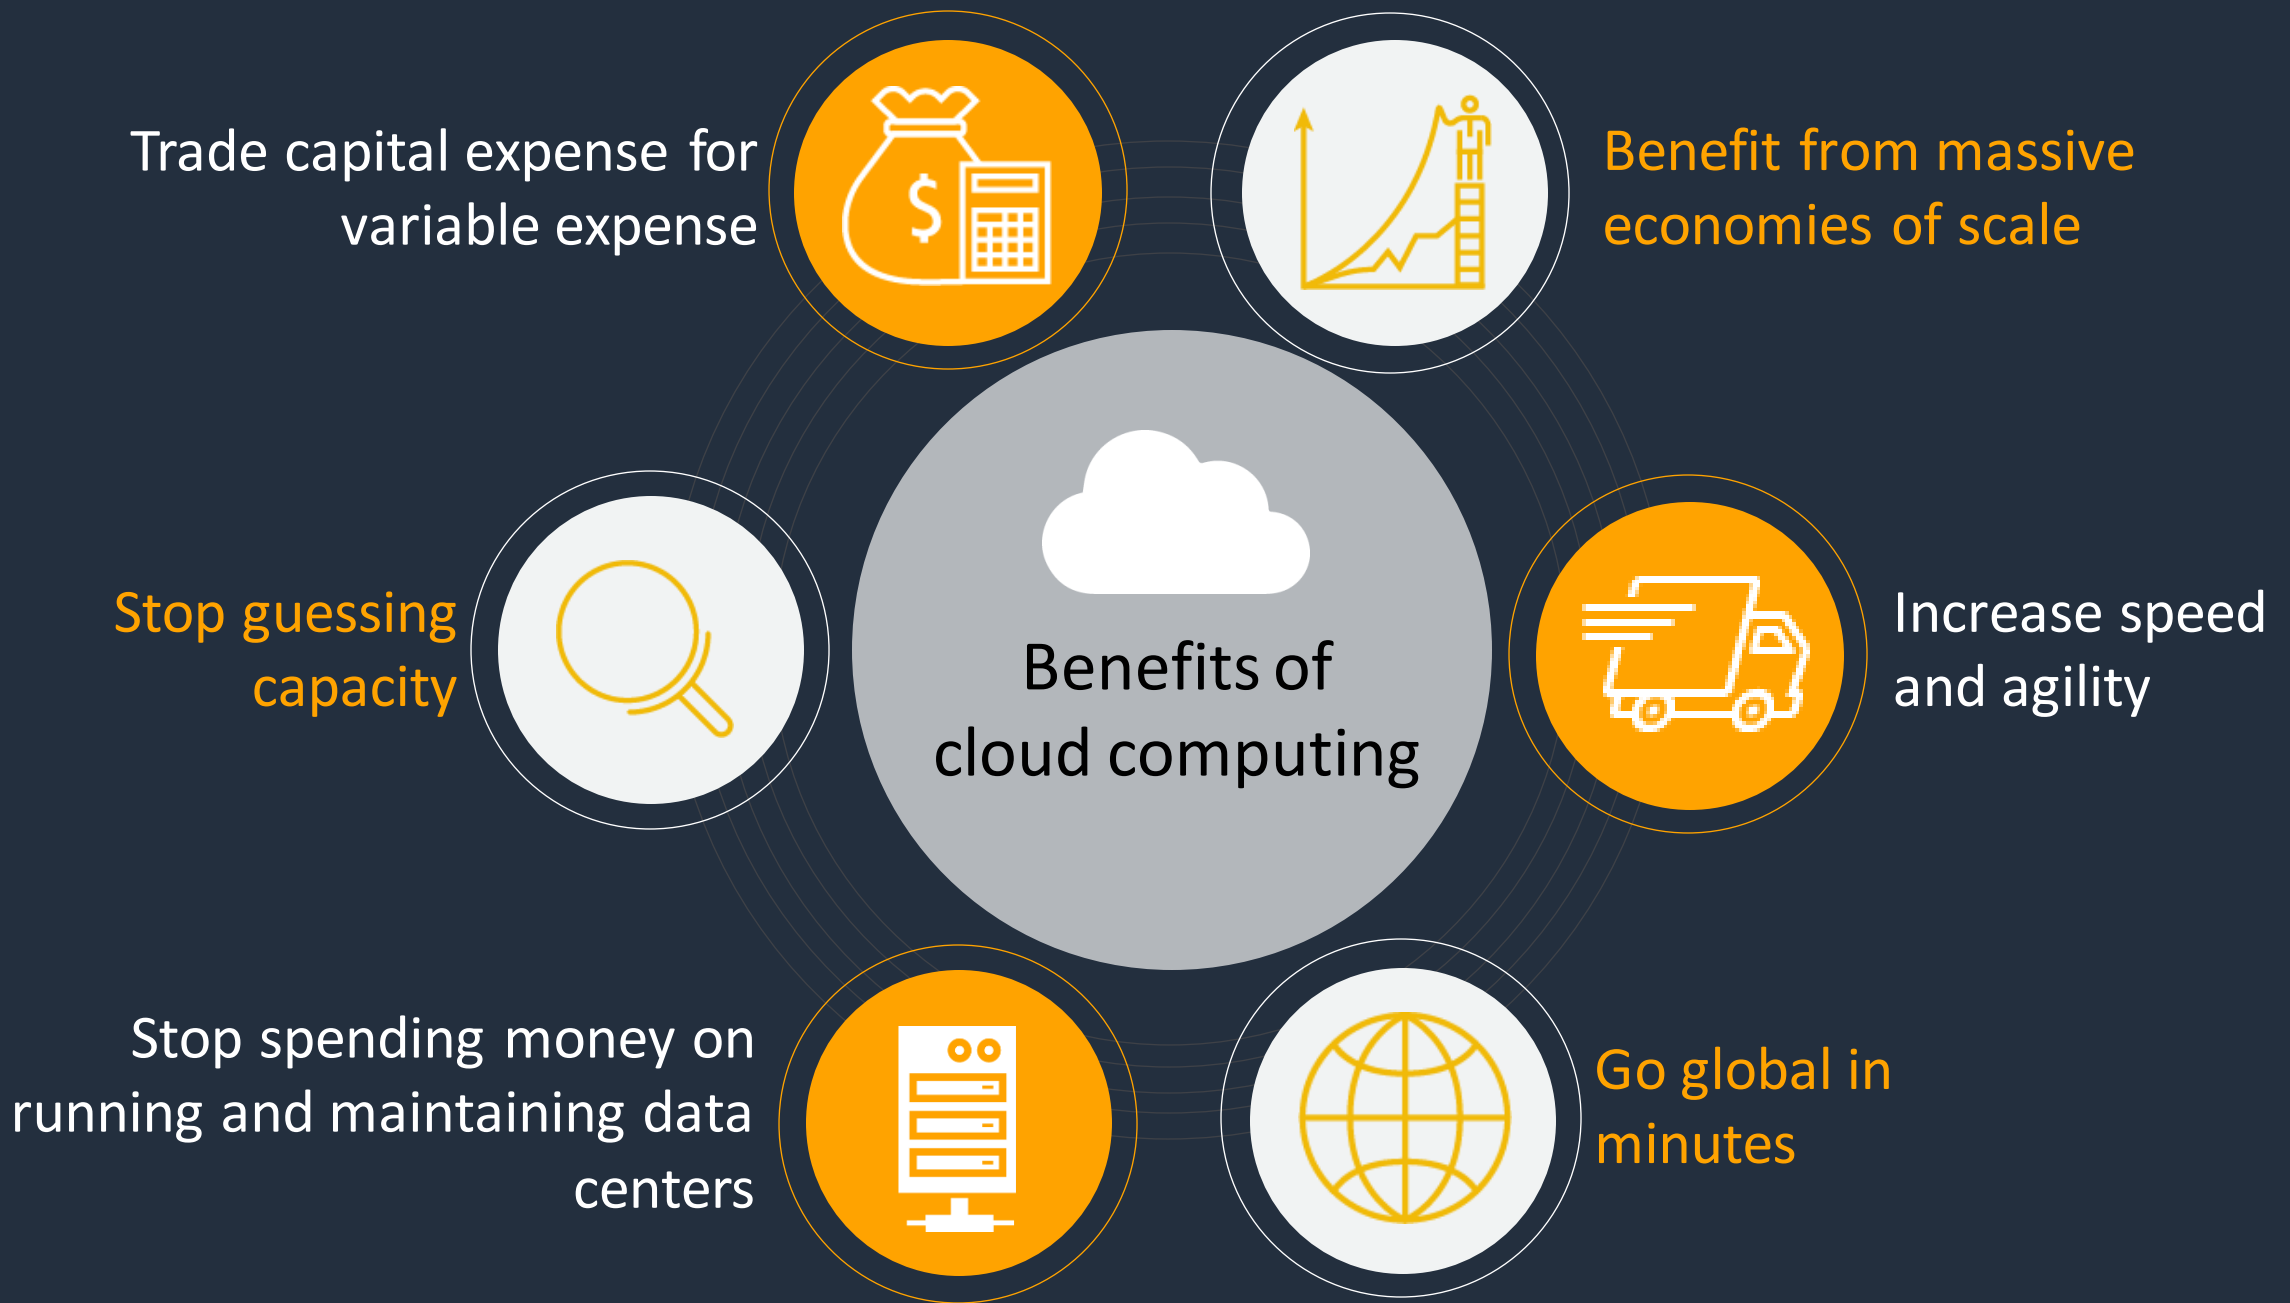 Trade capital expense for
variable expense
$
Benefit from massive
economies of scale
Stop guessing
capacity
Benefits of
cloud computing
Increase speed
and agility
Stop spending money on
running and maintaining data
centers
Go global in
minutes